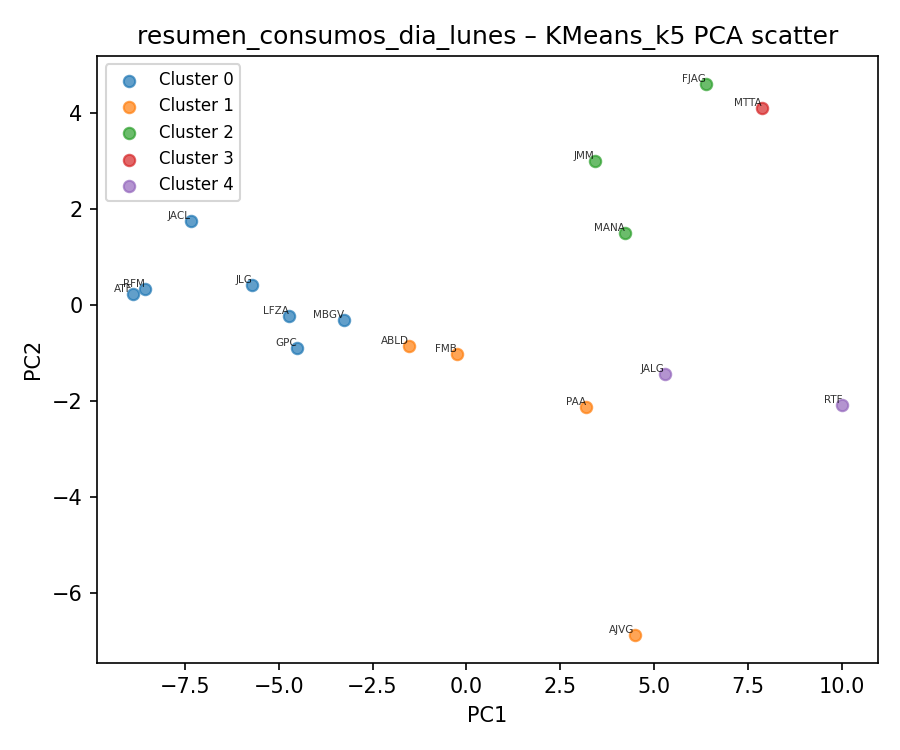 resumen_consumos_dia_lunes – KMeans_k5 PCA scatter
Cluster 0
Cluster 1
Cluster 2
Cluster 3
Cluster 4
FJAG
MTTA
JMM
MANA
JACL
JLG
RFM
LFZA
MBGV
GPC
ABLD
FMB
JALG
PAA
AJVG
4
2
0
−2
−4
−6
PC2
−7.5
−5.0
−2.5
0.0
2.5
5.0
7.5
10.0
PC1